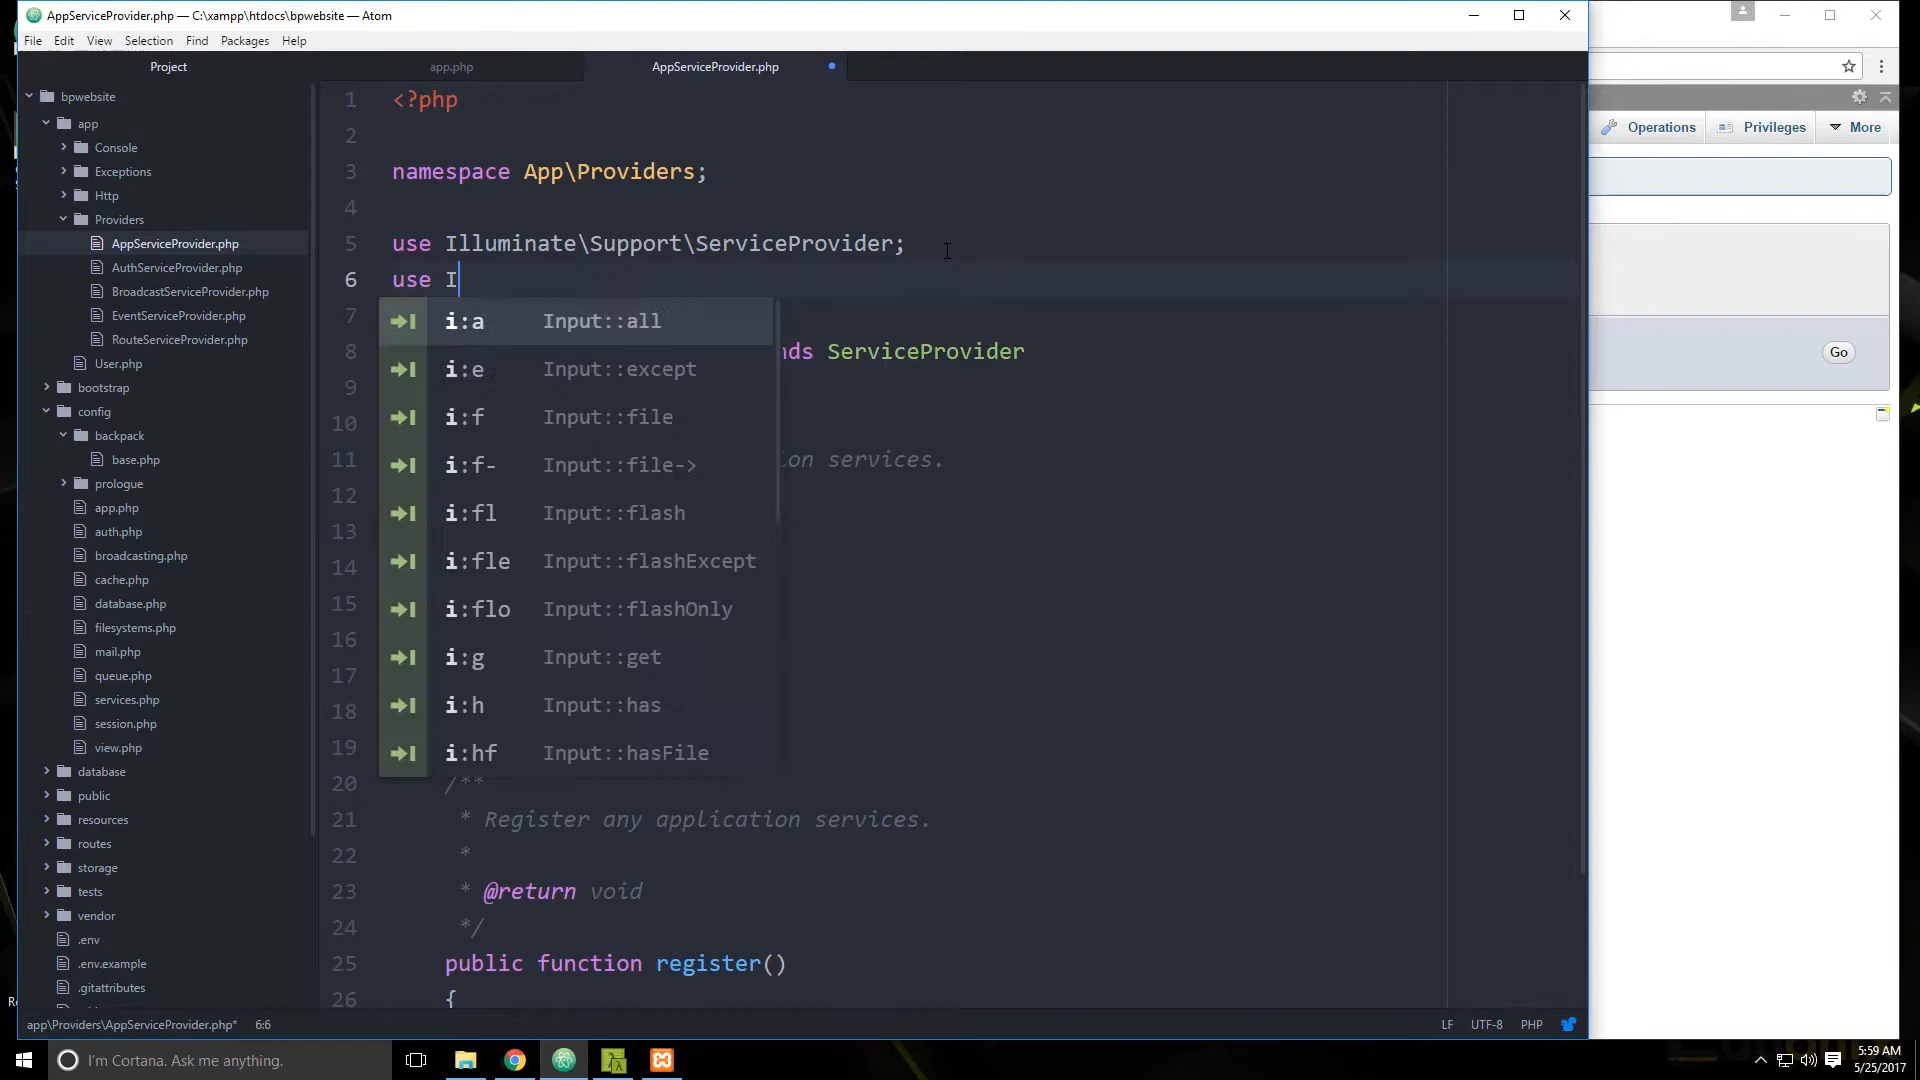 AppServiceProvider.php — C:\xampp\htdocs\bpwebsite — Atom
File Edit View Selection Find Packages Help
Project
app.php
AppServiceProvider.php
bpwebsite
app
Console
Exceptions
Http
Providers
AppServiceProvider.php
AuthServiceProvider.php
BroadcastServiceProvider.php
EventServiceProvider.php
RouteServiceProvider.php
User.php
bootstrap
config
backpack
base.php
prologue
app.php
auth.php
broadcasting.php
cache.php
database.php
filesystems.php
mail.php
queue.php
services.php
session.php
view.php
database
public
resources
routes
storage
tests
vendor
.env
.env.example
.gitattributes
1 <?php
2
3 namespace App\Providers;
4
5 use Illuminate\Support\ServiceProvider;
6 use I
7
8 nds ServiceProvider
9
10
11 ion services.
12
13
14
15
16
17
18
19
20 /**
21 * Register any application services.
22 *
23 * @return void
24 */
25 public function register()
26 {
i:a Input::all
i:e Input::except
i:f Input::file
i:f- Input::file->
i:fl Input::flash
i:fle Input::flashExcept
i:flo Input::flashOnly
i:g Input::get
i:h Input::has
i:hf Input::hasFile
app\Providers\AppServiceProvider.php* 6:6
LF UTF-8 PHP
Operations Privileges More
Go
I'm Cortana. Ask me anything.
5:59 AM
5/25/2017